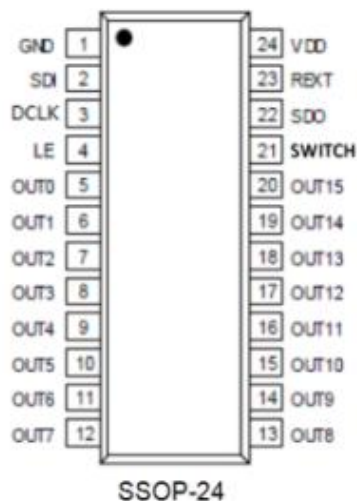 GND 1 24 VDD
SDI 2 23 REXT
DCLK 3 22 SDO
LE 4 21 SWITCH
OUT0 5 20 OUT15
OUT1 6 19 OUT14
OUT2 7 18 OUT13
OUT3 8 17 OUT12
OUT4 9 16 OUT11
OUT5 10 15 OUT10
OUT6 11 14 OUT9
OUT7 12 13 OUT8
SSOP-24